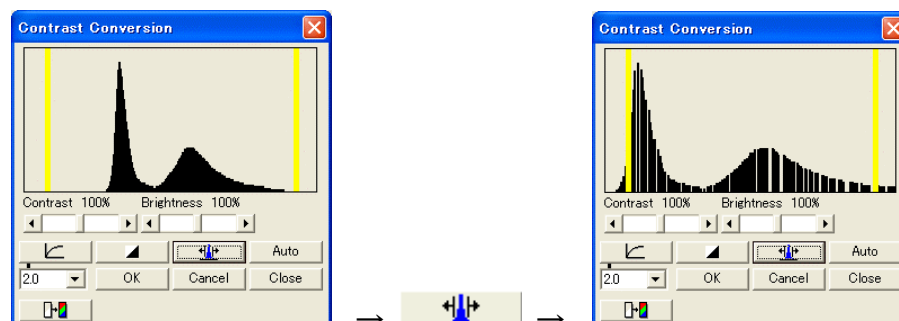 Contrast Conversion
Contrast 100% Brightness 100%
Auto
2.0 OK Cancel Close
→ →
Contrast Conversion
Contrast 100% Brightness 100%
Auto
2.0 OK Cancel Close